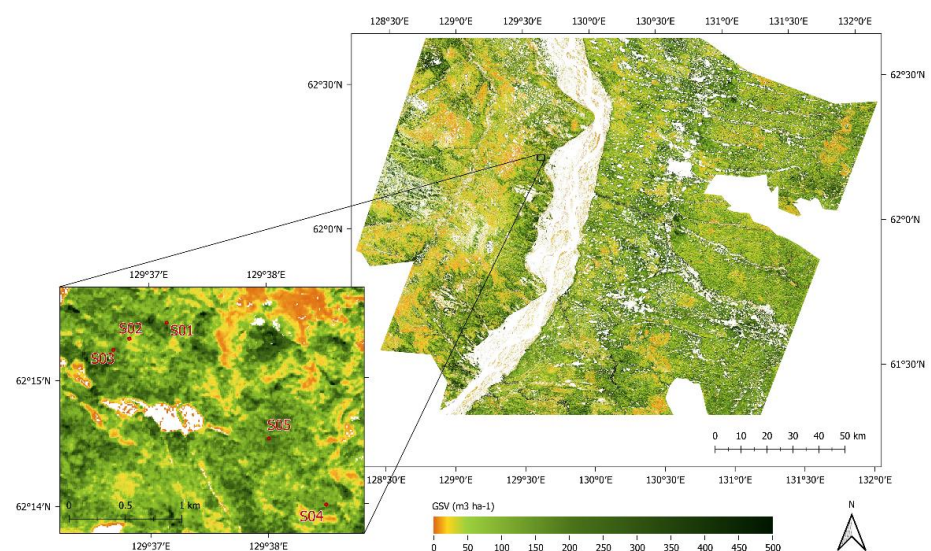 128°30'E 129°0'E 129°30'E 130°0'E 130°30'E 131°0'E 131°30'E 132°0'E
62°30'N 62°30'N
62°0'N 62°0'N
61°30'N
0 10 20 30 40 50 km
128°30'E 129°0'E 129°30'E 130°0'E 130°30'E 131°0'E 131°30'E 132°0'E
129°37'E 129°38'E
S02 S01
S03
62°15'N
S05
62°14'N
S04
0 0.5 1 km
129°37'E 129°38'E
GSV (m3 ha-1)
0 50 100 150 200 250 300 350 400 450 500
N